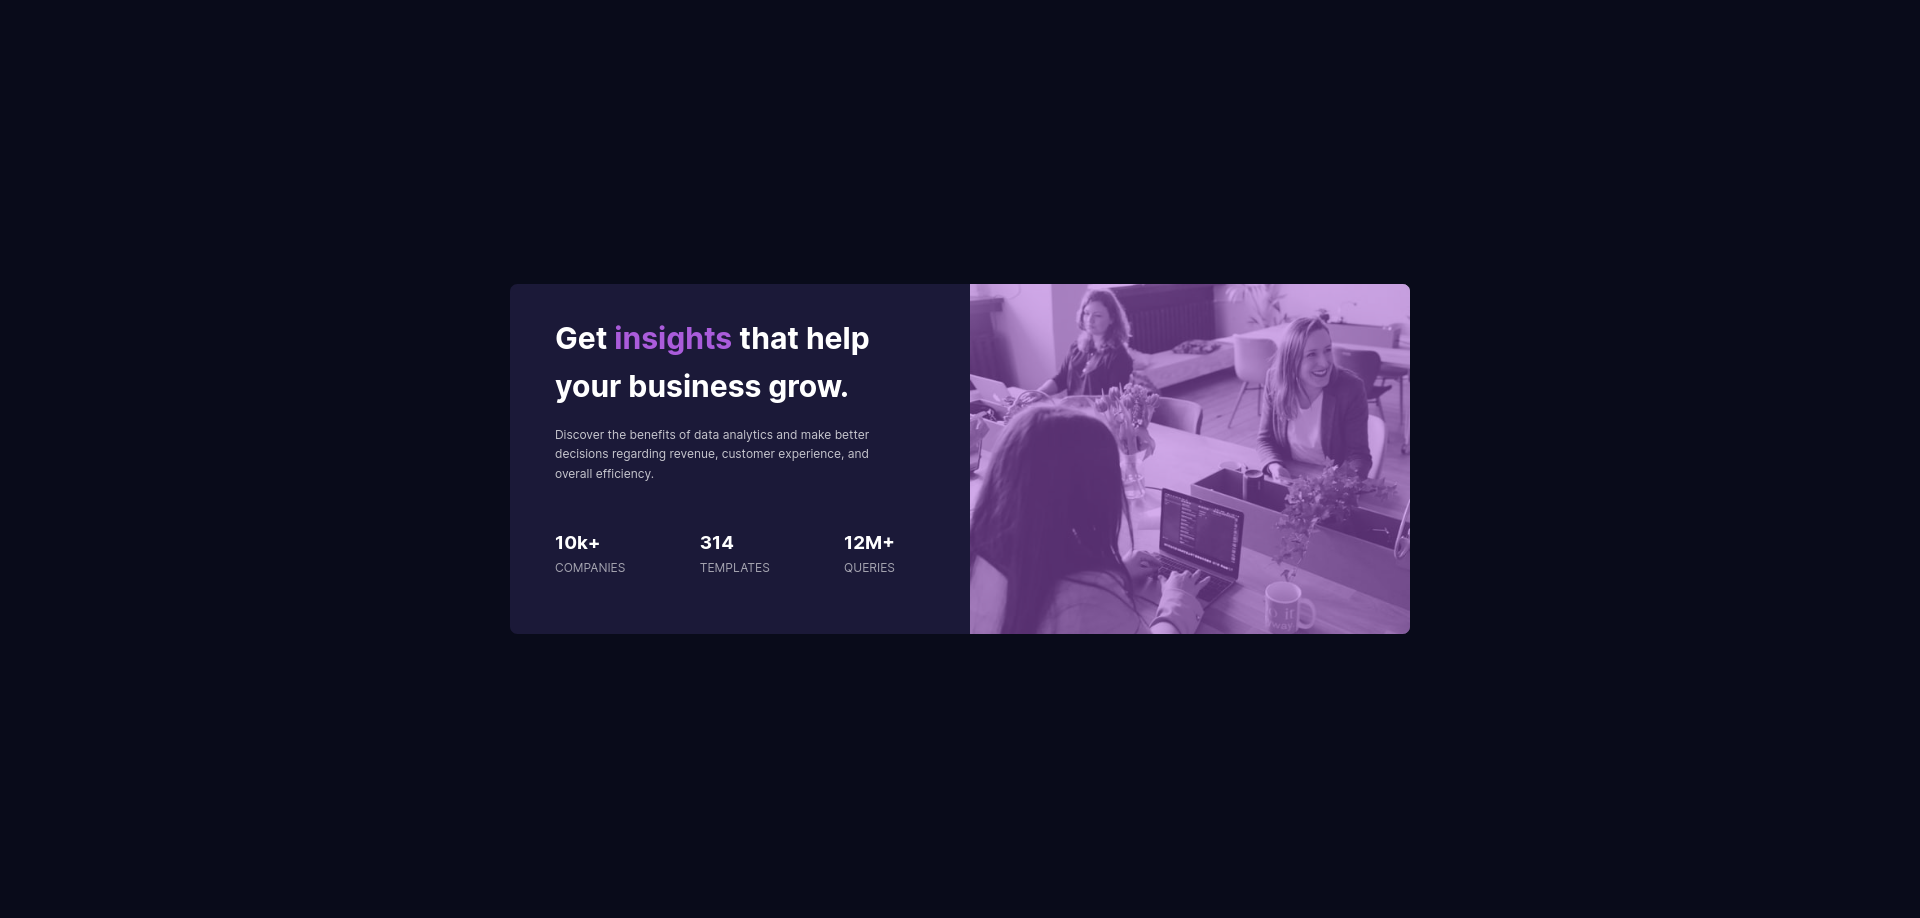 Get insights that help
your business grow.
Discover the benefits of data analytics and make better
decisions regarding revenue, customer experience, and
overall efficiency.
10k+ 314 12M+
COMPANIES TEMPLATES QUERIES